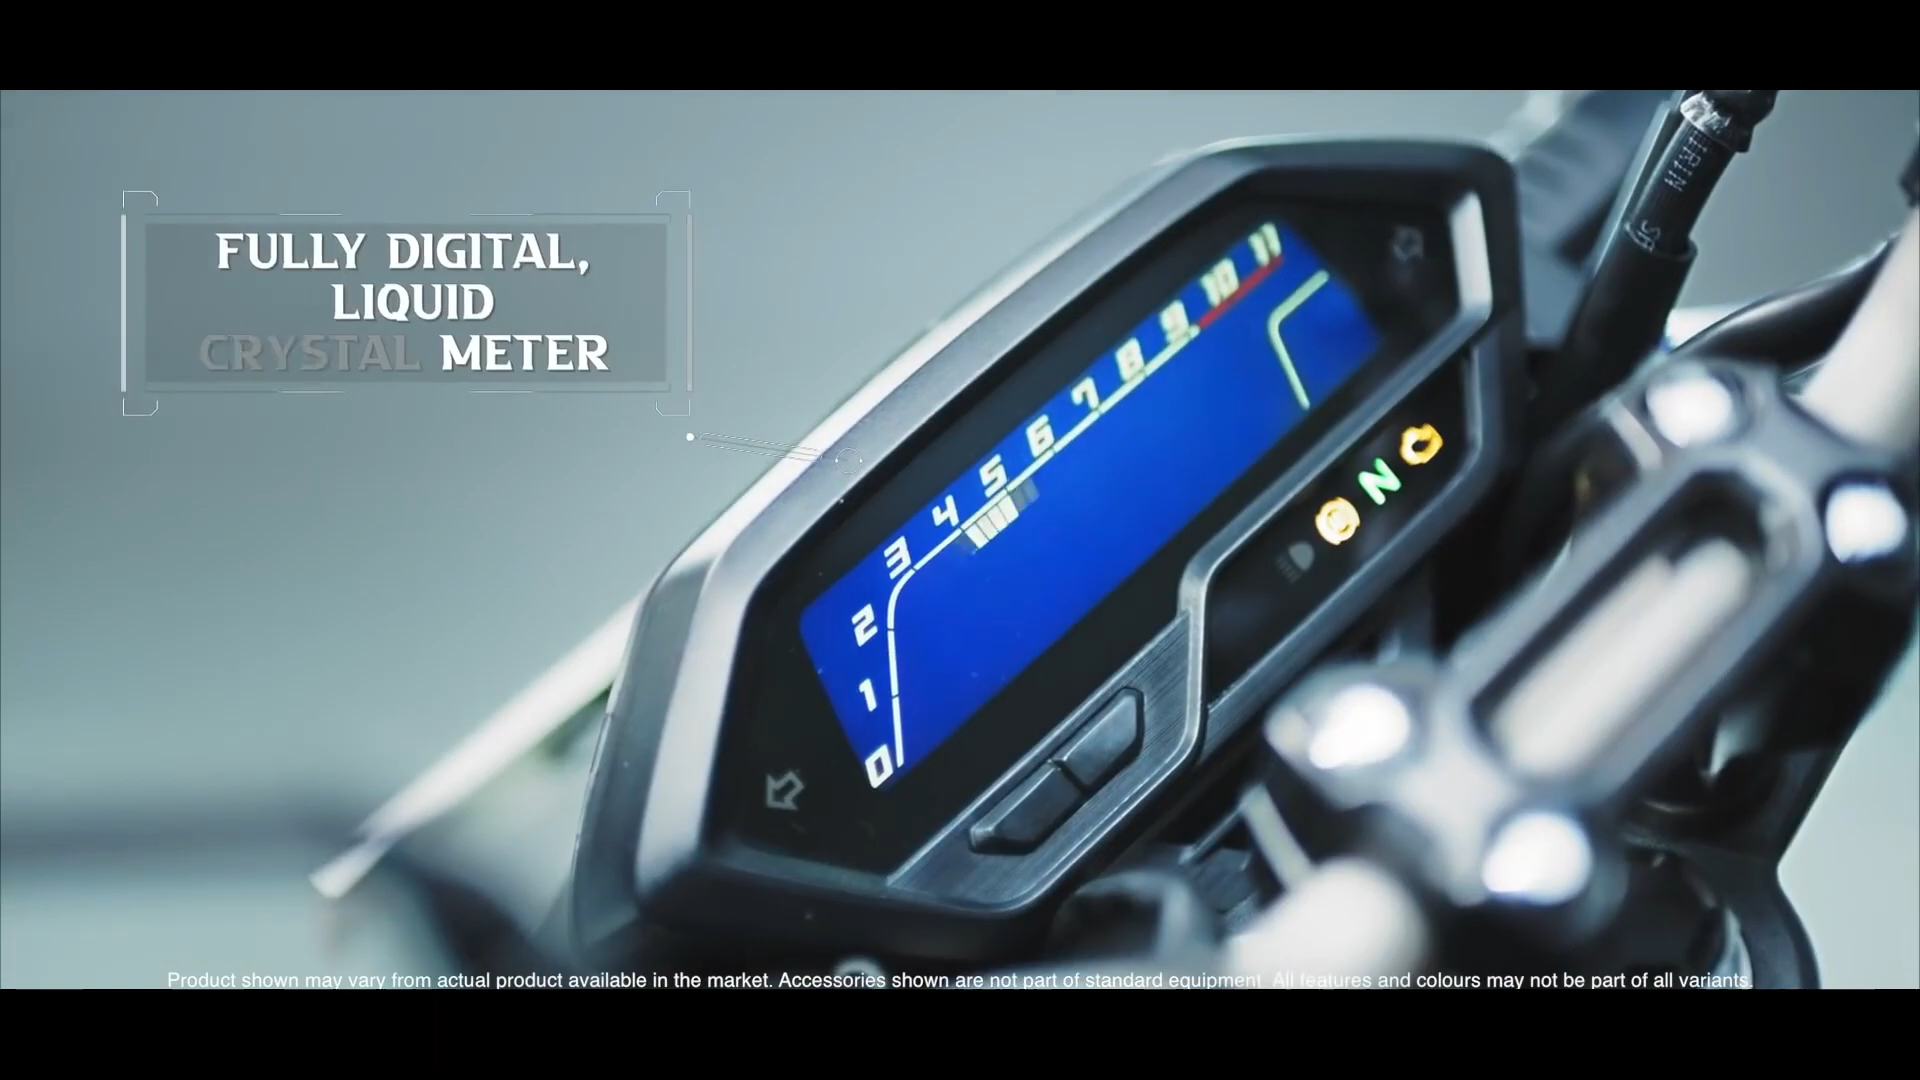 FULLY DIGITAL,
LIQUID
CRYSTAL METER
11
10
9
8
7
6
5
4
3
2
1
0
N
Product shown may vary from actual product available in the market. Accessories shown are not part of standard equipment. All features and colours may not be part of all variants.